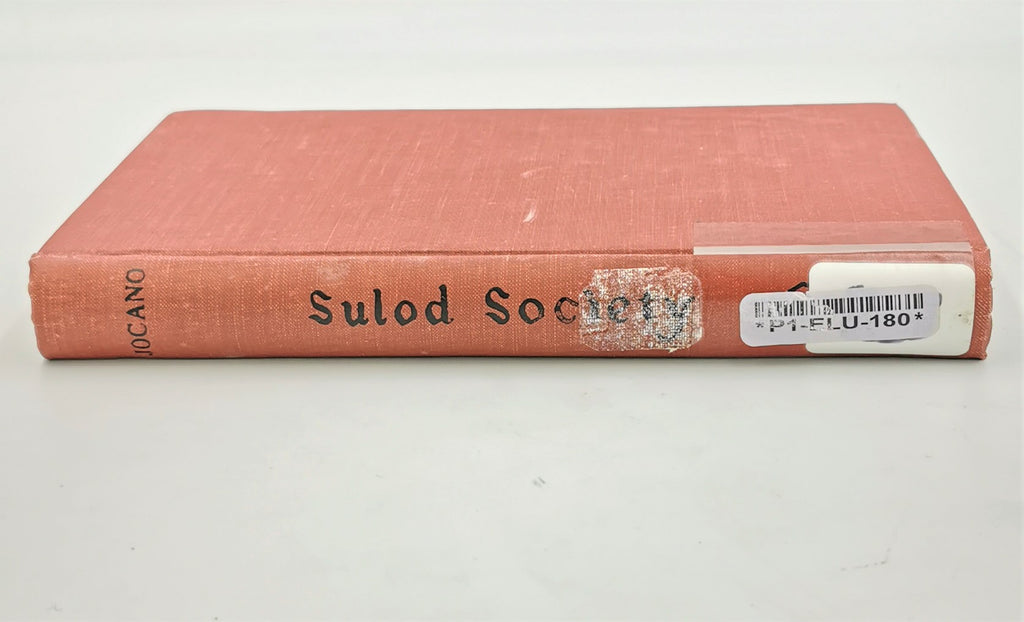 JOCANO
Sulod Society
*P1-FLU-180*